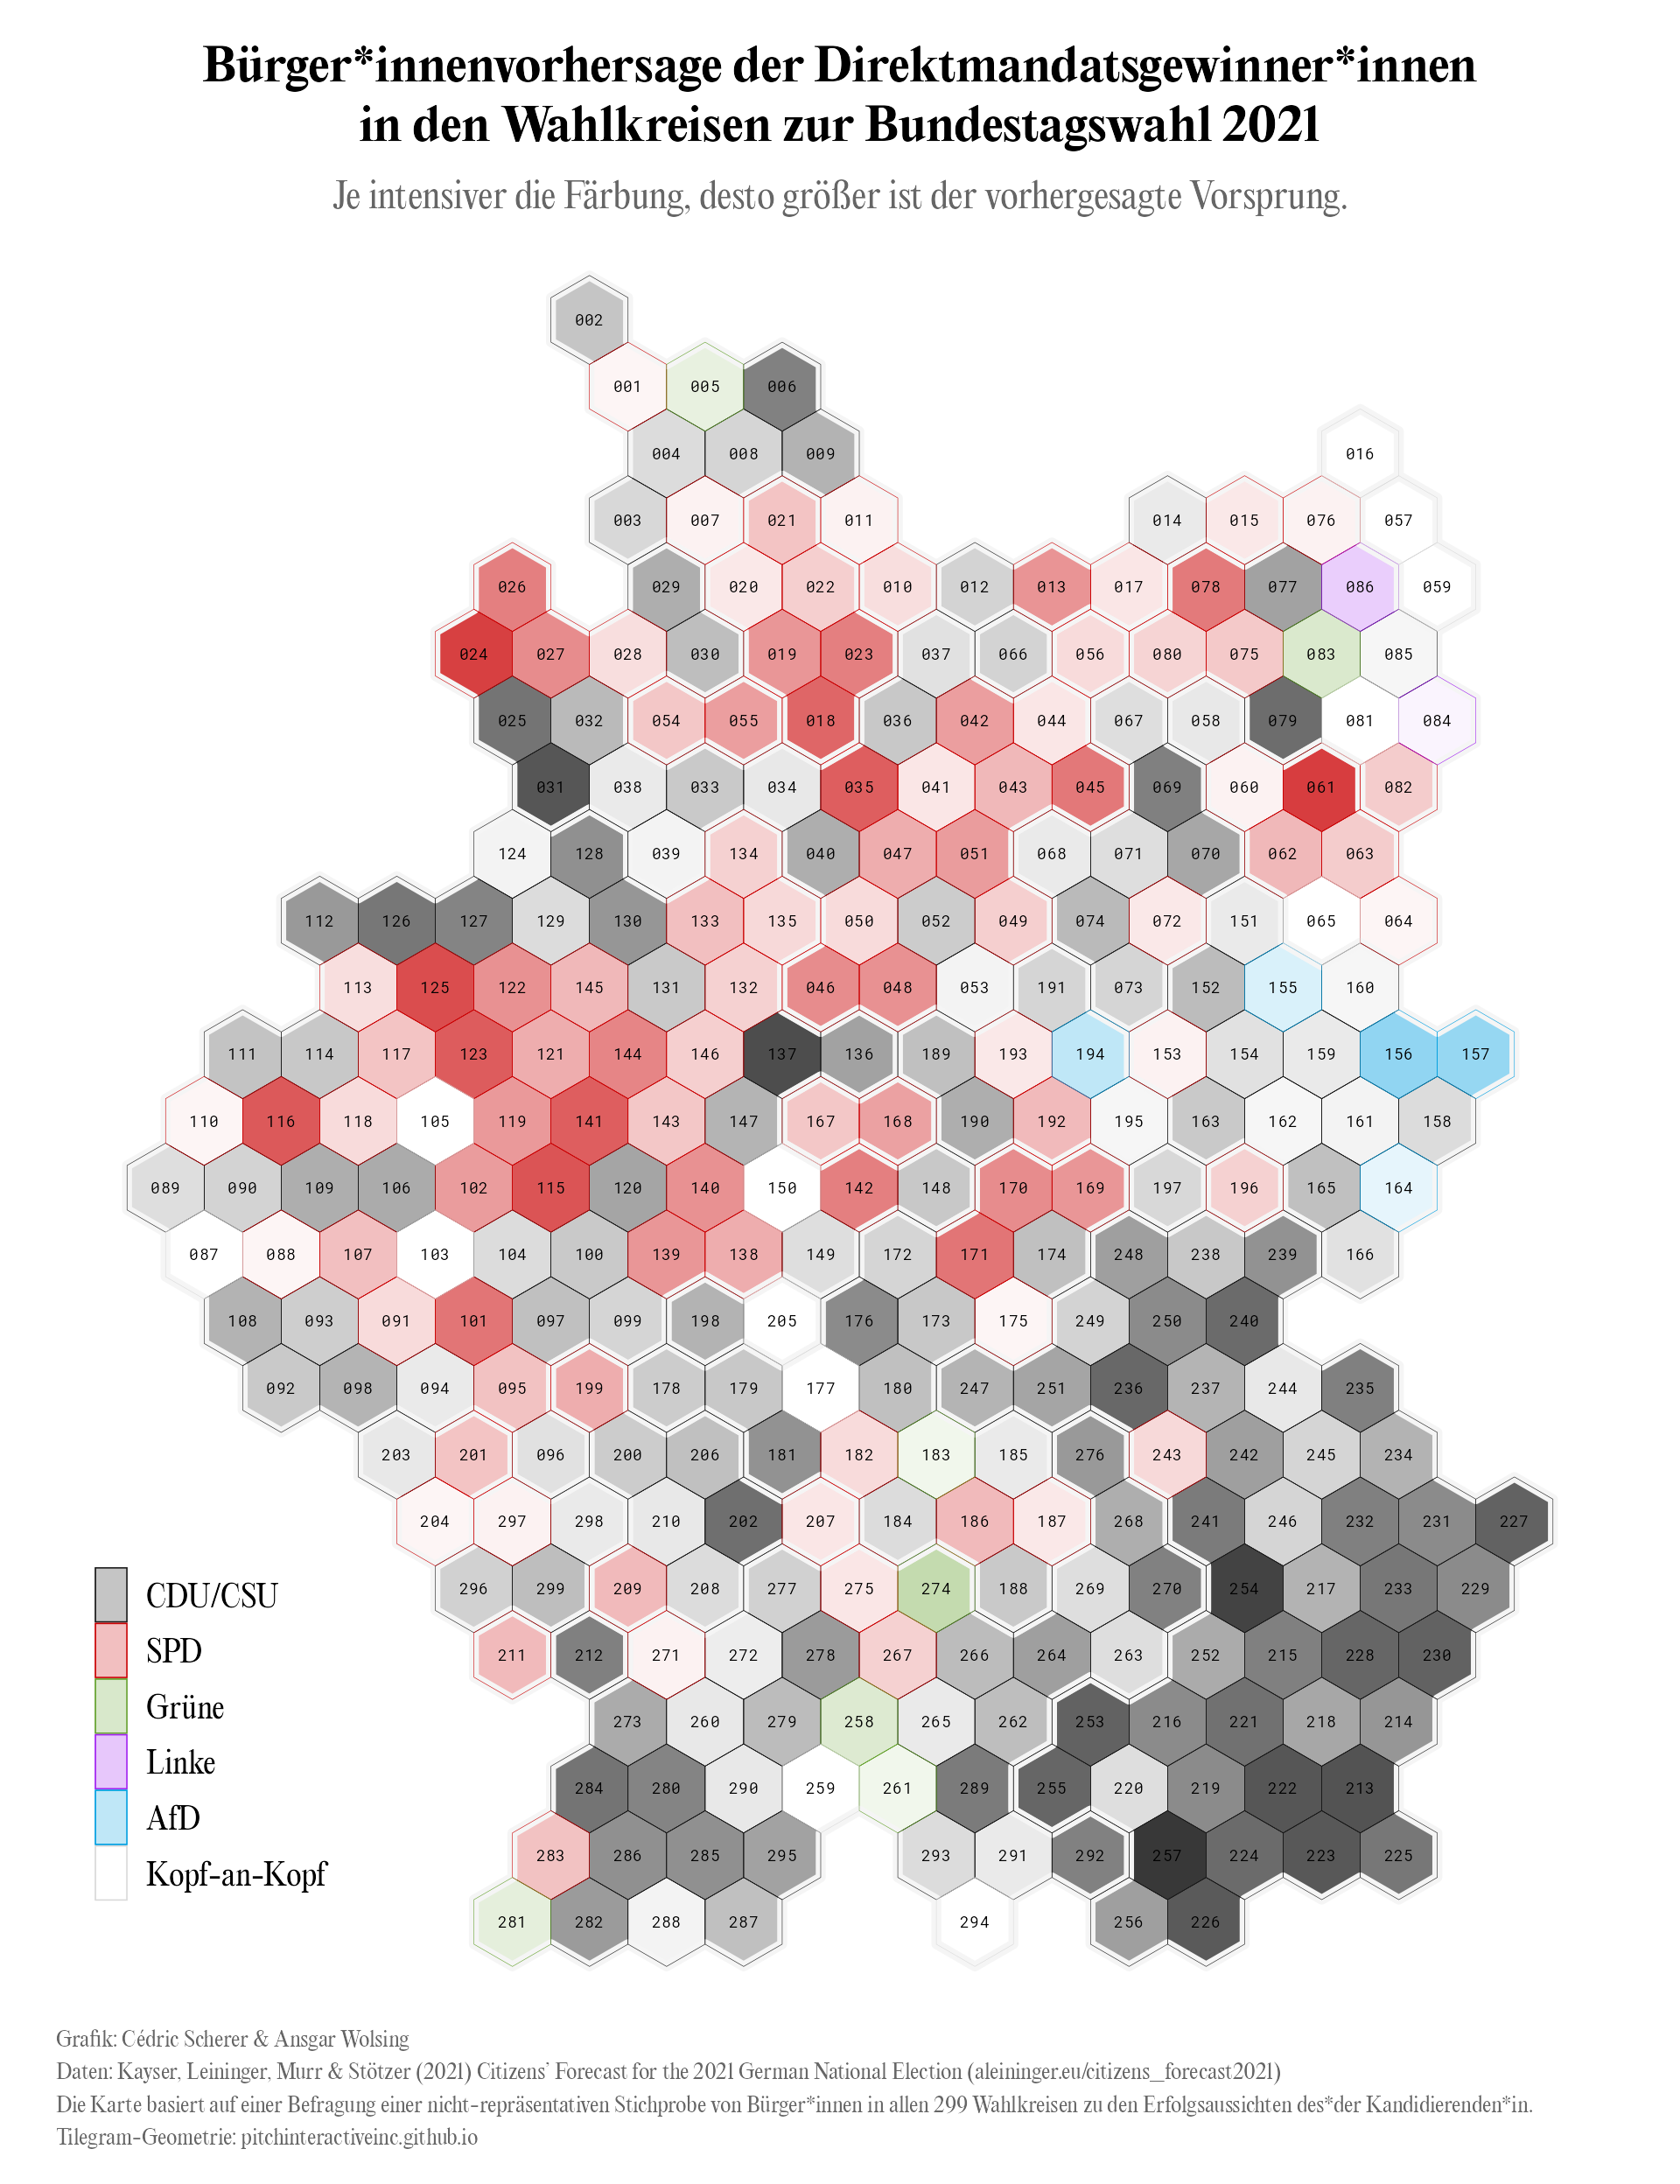 Bürger*innenvorhersage der Direktmandatsgewinner*innen
in den Wahlkreisen zur Bundestagswahl 2021
Je intensiver die Färbung, desto größer ist der vorhergesagte Vorsprung.
002
001 005 006
004 008 009 016
003 007 021 011 014 015 076 057
026 029 020 022 010 012 013 017 078 077 086 059
024 027 028 030 019 023 037 066 056 080 075 083 085
025 032 054 055 018 036 042 044 067 058 079 081 084
031 038 033 034 035 041 043 045 069 060 061 082
124 128 039 134 040 047 051 068 071 070 062 063
112 126 127 129 130 133 135 050 052 049 074 072 151 065 064
113 125 122 145 131 132 046 048 053 191 073 152 155 160
111 114 117 123 121 144 146 137 136 189 193 194 153 154 159 156 157
110 116 118 105 119 141 143 147 167 168 190 192 195 163 162 161 158
089 090 109 106 102 115 120 140 150 142 148 170 169 197 196 165 164
087 088 107 103 104 100 139 138 149 172 171 174 248 238 239 166
108 093 091 101 097 099 198 205 176 173 175 249 250 240
092 098 094 095 199 178 179 177 180 247 251 236 237 244 235
203 201 096 200 206 181 182 183 185 276 243 242 245 234
204 297 298 210 202 207 184 186 187 268 241 246 232 231 227
296 299 209 208 277 275 274 188 269 270 254 217 233 229
211 212 271 272 278 267 266 264 263 252 215 228 230
273 260 279 258 265 262 253 216 221 218 214
284 280 290 259 261 289 255 220 219 222 213
283 286 285 295 293 291 292 257 224 223 225
281 282 288 287 294 256 226
CDU/CSU
SPD
Grüne
Linke
AfD
Kopf-an-Kopf
Grafik: Cédric Scherer & Ansgar Wolsing
Daten: Kayser, Leininger, Murr & Stötzer (2021) Citizens' Forecast for the 2021 German National Election (aleininger.eu/citizens_forecast2021)
Die Karte basiert auf einer Befragung einer nicht-repräsentativen Stichprobe von Bürger*innen in allen 299 Wahlkreisen zu den Erfolgsaussichten des*der Kandidierenden*in.
Tilegram-Geometrie: pitchinteractiveinc.github.io